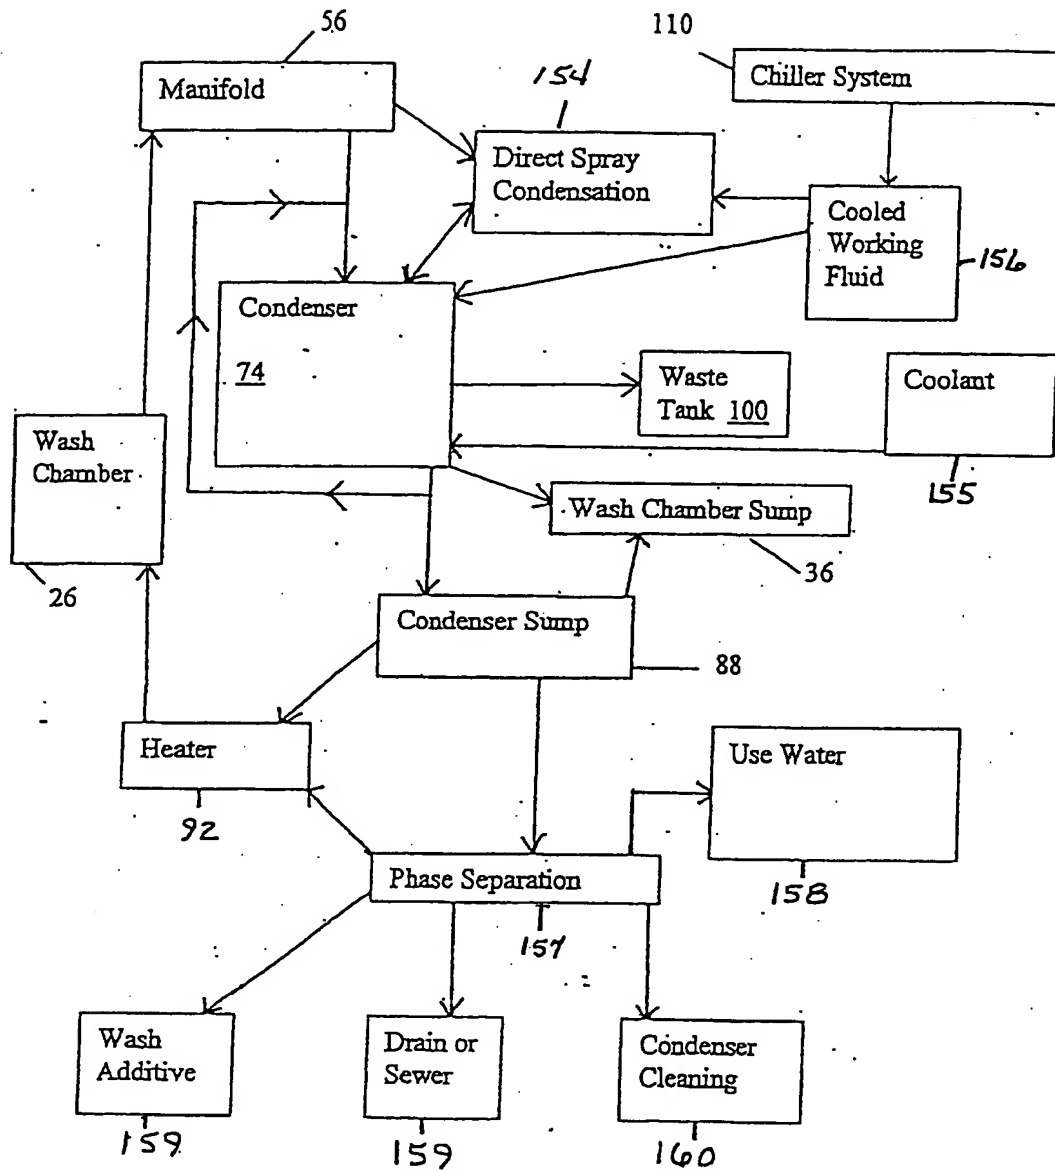 56
110
Manifold
Chiller System
154
Direct Spray
Condensation
Cooled
Working
Fluid
156
Condenser
74
Waste
Tank 100
Coolant
155
Wash
Chamber
26
Wash Chamber Sump
36
Condenser Sump
88
Heater
92
Use Water
158
Phase Separation
157
Wash
Additive
159
Drain or
Sewer
159
Condenser
Cleaning
160